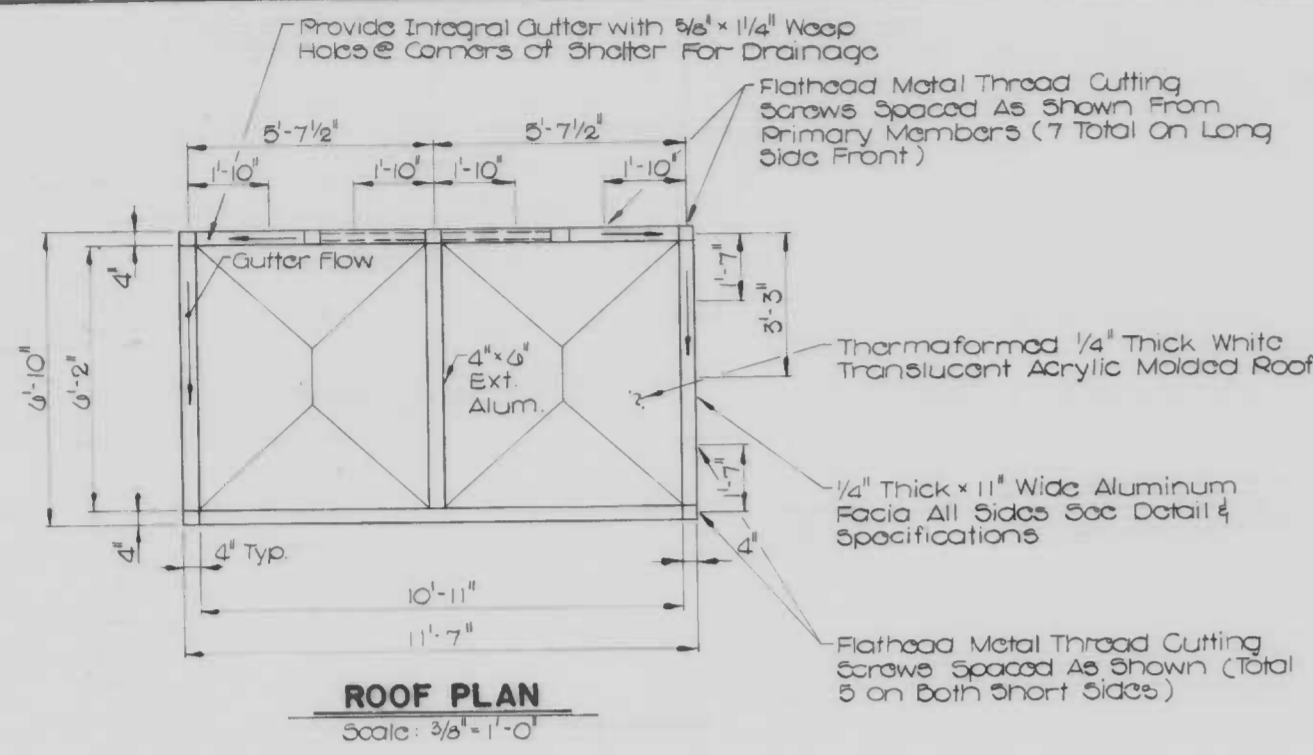 Provide Integral Gutter with 5/8" × 1 1/4" Weep
Holes @ Corners of Shelter For Drainage
Flathead Metal Thread Cutting
Screws Spaced As Shown From
Primary Members (7 Total On Long
Side Front)
5'-7 1/2"
5'-7 1/2"
1'-10"
1'-10"
1'-10"
1'-10"
4"
Gutter Flow
1'-7"
3'-3"
6'-10"
6'-2"
4" × 6"
Ext.
Alum.
Thermaformed 1/4" Thick White
Translucent Acrylic Molded Roof
1'-7"
1/4" Thick × 11" Wide Aluminum
Facia All Sides See Detail &
Specifications
4"
4" Typ.
4"
10'-11"
11'-7"
Flathead Metal Thread Cutting
Screws Spaced As Shown (Total
5 on Both Short Sides)
ROOF PLAN
Scale: 3/8" = 1'-0"